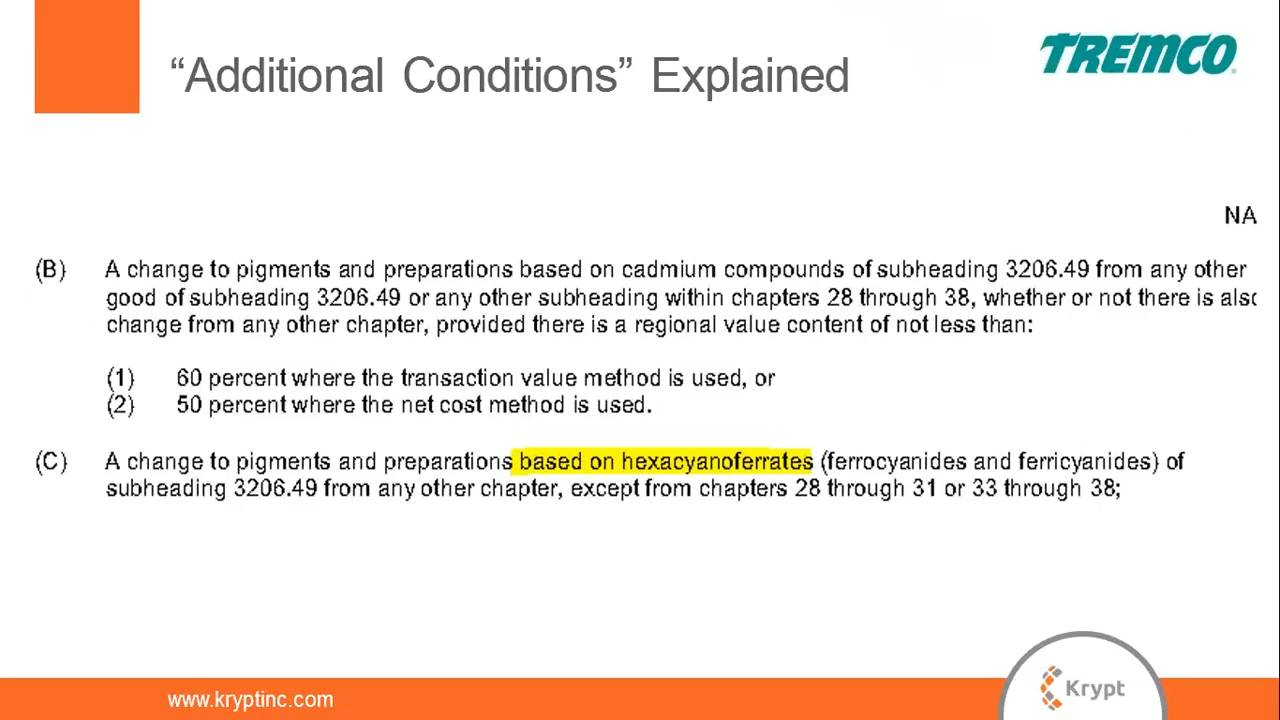 “Additional Conditions” Explained
TREMCO
NA
(B) A change to pigments and preparations based on cadmium compounds of subheading 3206.49 from any other
good of subheading 3206.49 or any other subheading within chapters 28 through 38, whether or not there is also
change from any other chapter, provided there is a regional value content of not less than:
(1) 60 percent where the transaction value method is used, or
(2) 50 percent where the net cost method is used.
(C) A change to pigments and preparations based on hexacyanoferrates (ferrocyanides and ferricyanides) of
subheading 3206.49 from any other chapter, except from chapters 28 through 31 or 33 through 38;
www.kryptinc.com
Krypt